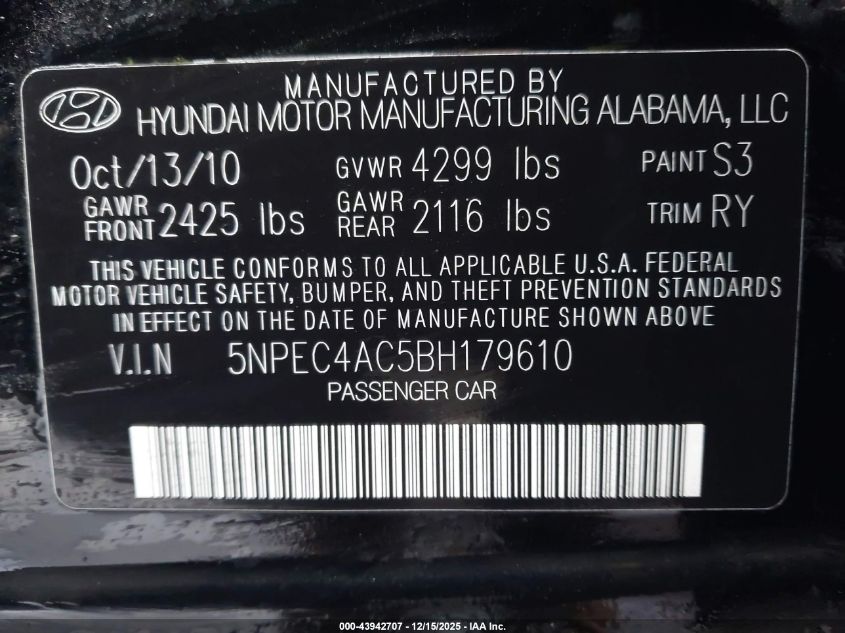 MANUFACTURED BY
HYUNDAI MOTOR MANUFACTURING ALABAMA, LLC
Oct/13/10 GVWR 4299 lbs PAINT S3
GAWR FRONT 2425 lbs GAWR REAR 2116 lbs TRIM RY
THIS VEHICLE CONFORMS TO ALL APPLICABLE U.S.A. FEDERAL
MOTOR VEHICLE SAFETY, BUMPER, AND THEFT PREVENTION STANDARDS
IN EFFECT ON THE DATE OF MANUFACTURE SHOWN ABOVE
V.I.N 5NPEC4AC5BH179610
PASSENGER CAR
000-43942707 - 12/15/2025 - IAA Inc.